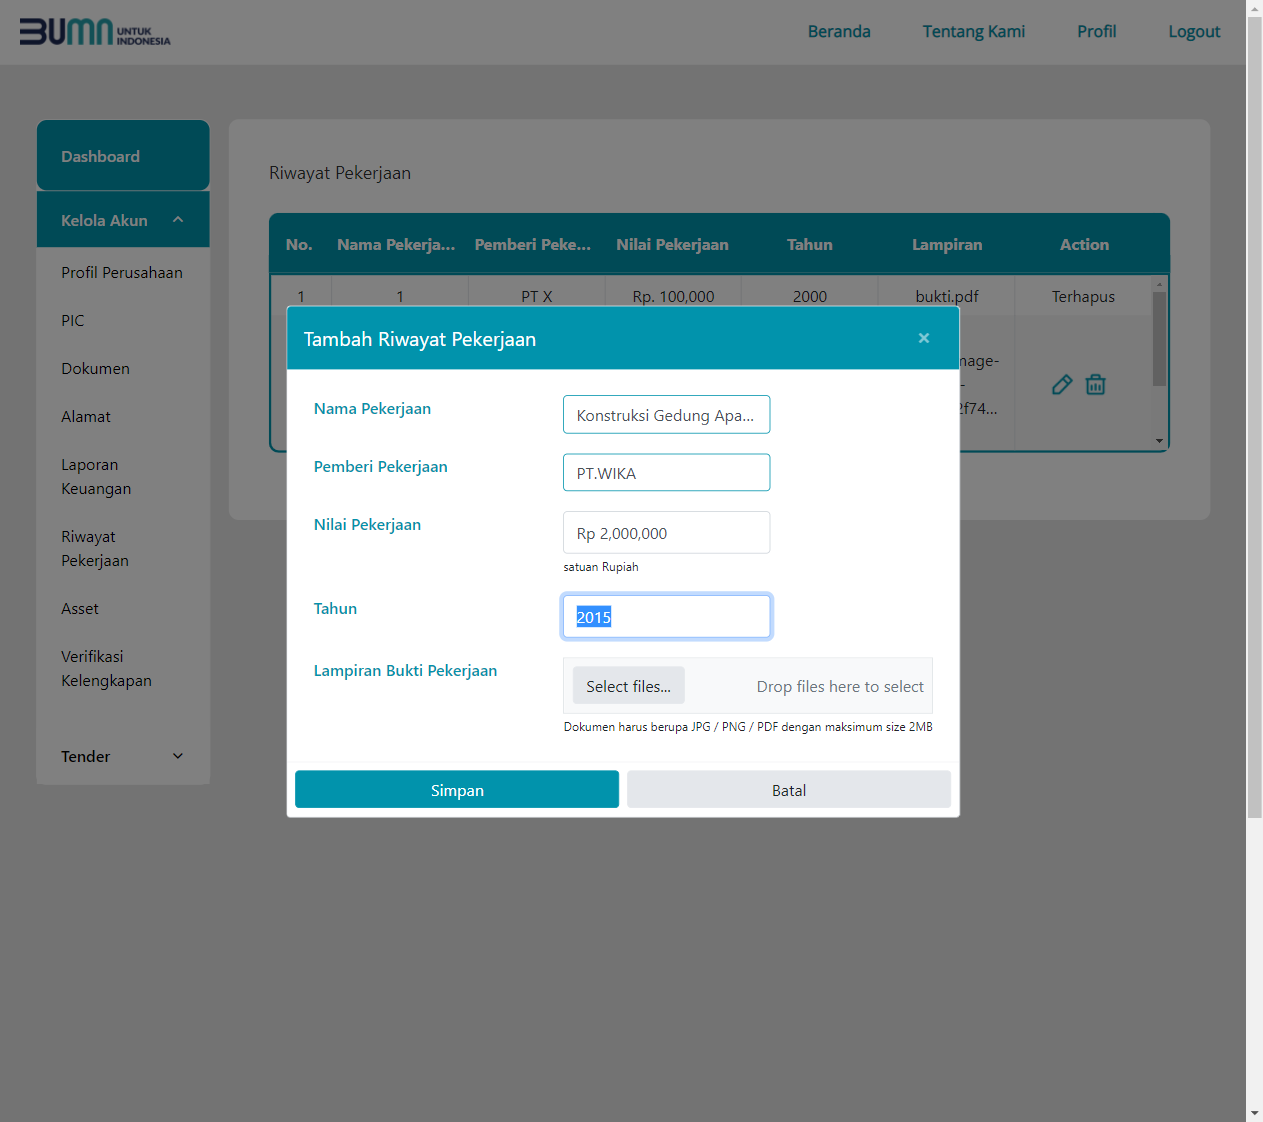 BUMN UNTUK INDONESIA
Beranda
Tentang Kami
Profil
Logout
Dashboard
Kelola Akun
Profil Perusahaan
PIC
Dokumen
Alamat
Laporan
Keuangan
Riwayat
Pekerjaan
Asset
Verifikasi
Kelengkapan
Tender
Riwayat Pekerjaan
No. Nama Pekerja... Pemberi Peke... Nilai Pekerjaan Tahun Lampiran Action
1 1 PT X Rp. 100,000 2000 bukti.pdf Terhapus
2f74...
Tambah Riwayat Pekerjaan ×
Nama Pekerjaan Konstruksi Gedung Apa...
Pemberi Pekerjaan PT.WIKA
Nilai Pekerjaan Rp 2,000,000
satuan Rupiah
Tahun 2015
Lampiran Bukti Pekerjaan Select files... Drop files here to select
Dokumen harus berupa JPG / PNG / PDF dengan maksimum size 2MB
Simpan Batal